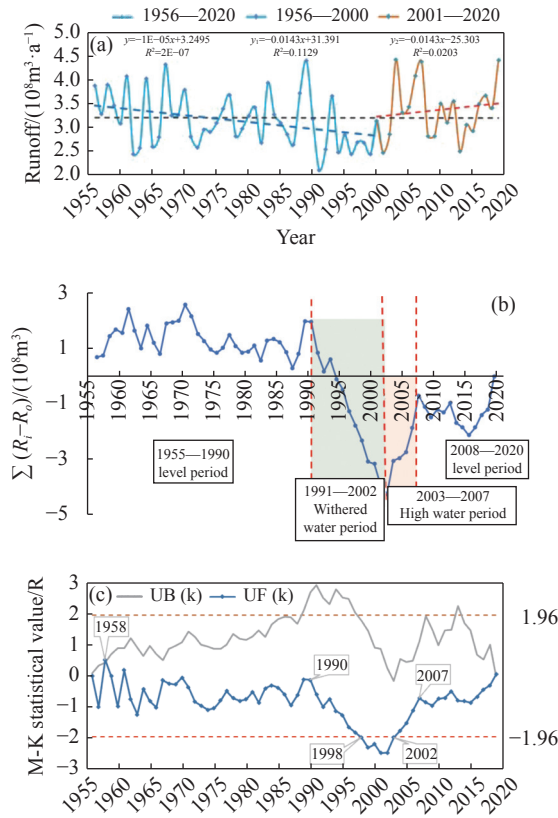 1956—2020 1956—2000 2001—2020
(a) y=−1E−05x+3.2495 y₁=−0.0143x+31.391 y₂=−0.0143x−25.303
R²=2E−07 R²=0.1129 R²=0.0203
Runoff/(10⁸m³·a⁻¹)
5.0
4.5
4.0
3.5
3.0
2.5
2.0
1955 1960 1965 1970 1975 1980 1985 1990 1995 2000 2005 2010 2015 2020
Year
(b)
∑(Rᵢ−Rₒ)/(10⁸m³)
3
1
−1
−3
−5
1955 1960 1965 1970 1975 1980 1985 1990 1995 2000 2005 2010 2015 2020
1955—1990
level period
1991—2002
Withered
water period
2003—2007
High water period
2008—2020
level period
(c) UB (k) UF (k)
M-K statistical value/R
3
2
1
0
−1
−2
−3
1.96
−1.96
1958
1990
1998
2002
2007
1955 1960 1965 1970 1975 1980 1985 1990 1995 2000 2005 2010 2015 2020